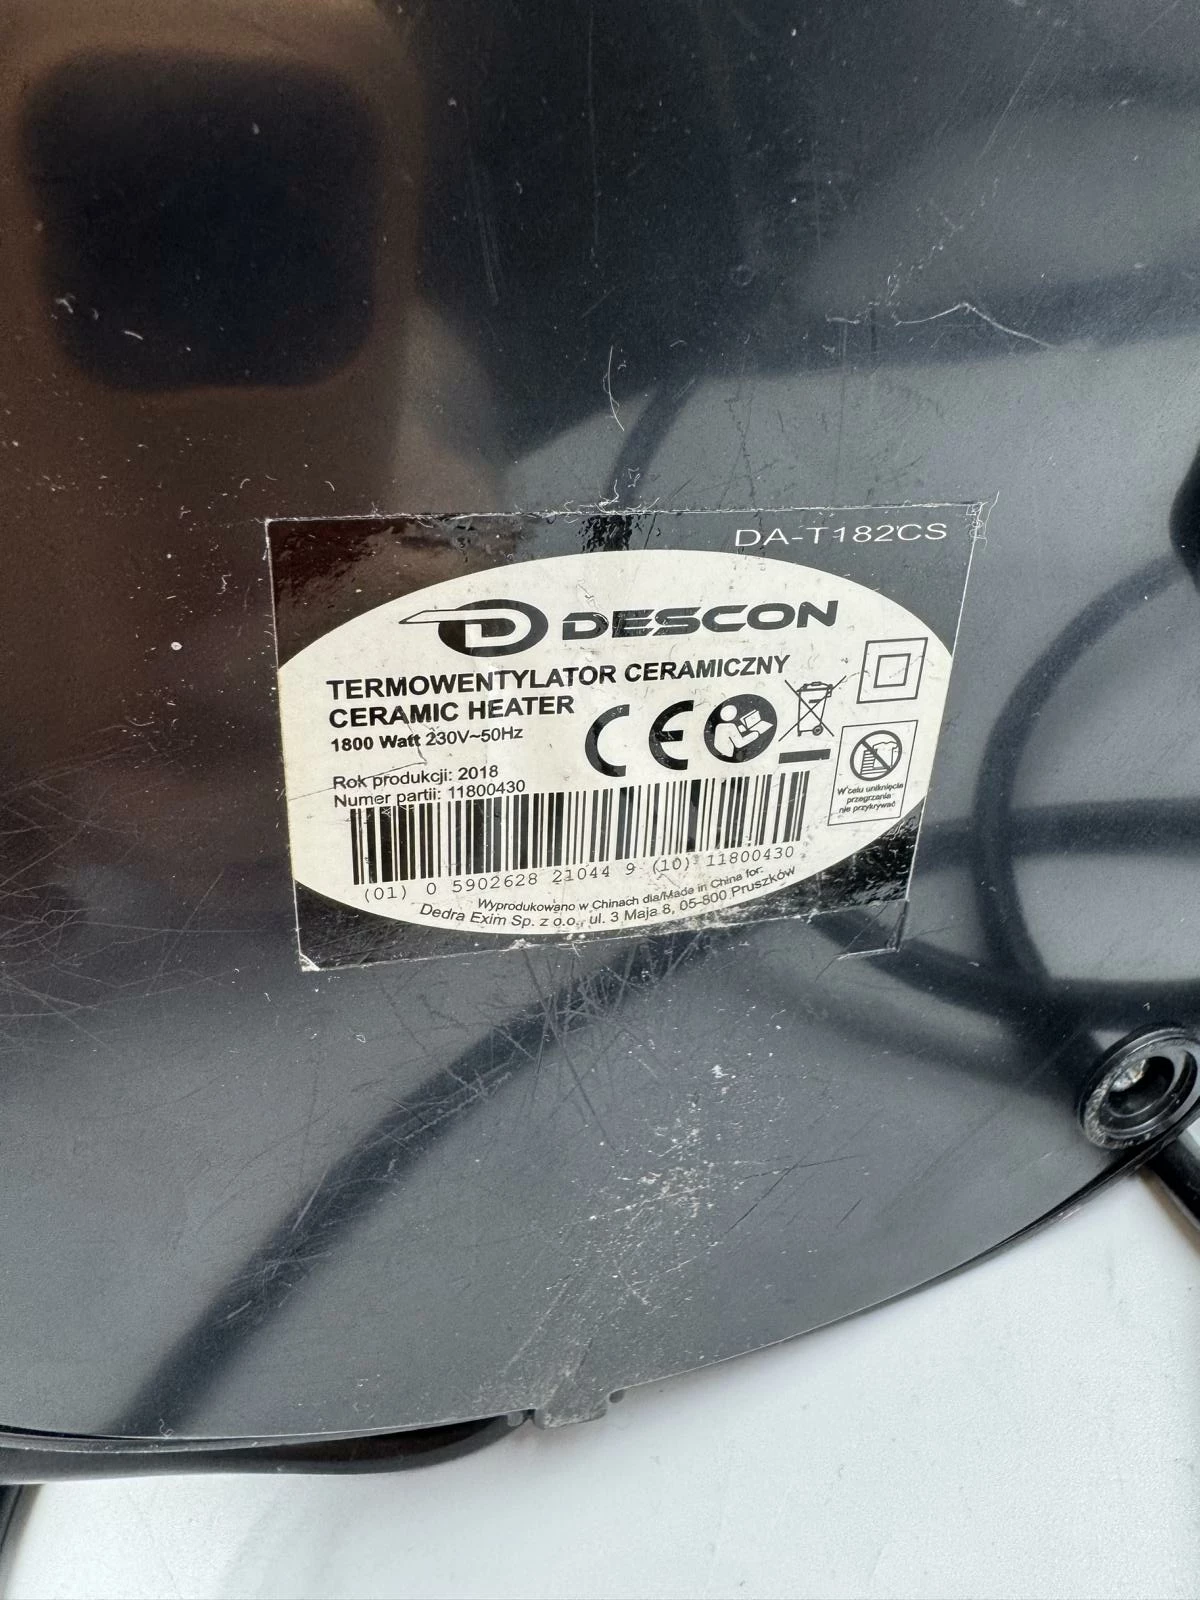 DA-T182CS
DESCON
TERMOWENTYLATOR CERAMICZNY
CERAMIC HEATER
1800 Watt 230V~50Hz
CE
Rok produkcji: 2018
Numer partii: 11800430
W celu uniknięcia
przegrzania
nie przykrywać
(01) 0 5902628 21044 9 (10) 11800430
Wyprodukowano w Chinach dla/Made in China for:
Dedra Exim Sp. z o.o., ul. 3 Maja 8, 05-800 Pruszków